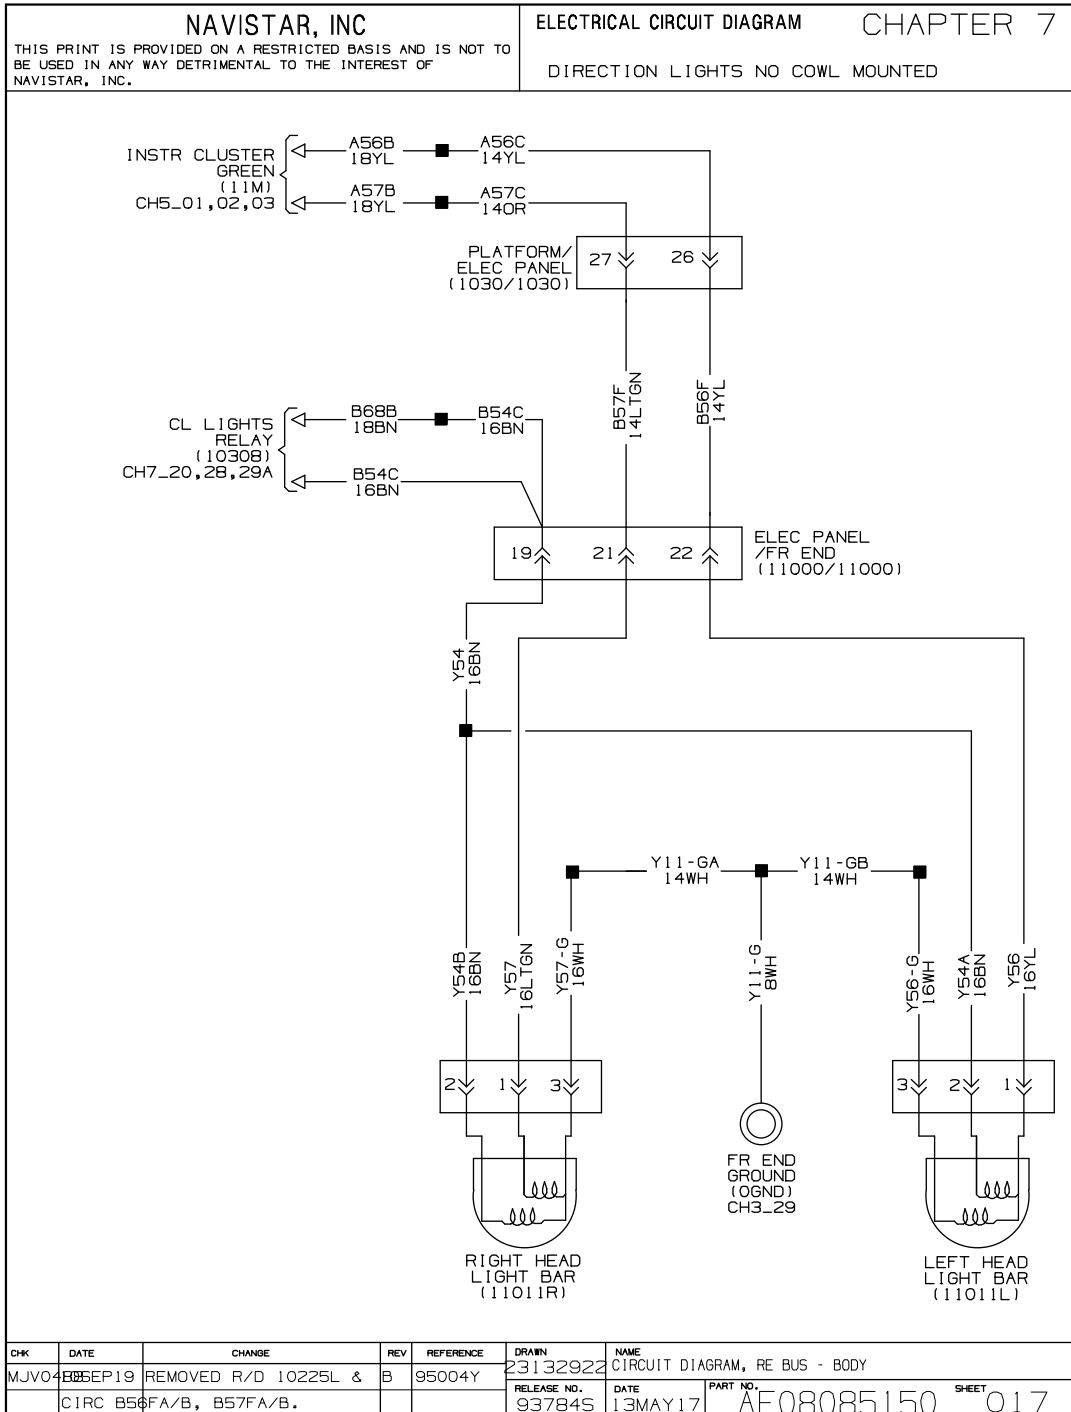 NAVISTAR, INC
THIS PRINT IS PROVIDED ON A RESTRICTED BASIS AND IS NOT TO
BE USED IN ANY WAY DETRIMENTAL TO THE INTEREST OF
NAVISTAR, INC.
ELECTRICAL CIRCUIT DIAGRAM
CHAPTER 7
DIRECTION LIGHTS NO COWL MOUNTED
INSTR CLUSTER
GREEN
(11M)
CH5_01,02,03
A56B
18YL
A56C
14YL
A57B
18YL
A57C
14OR
PLATFORM/
ELEC PANEL
(1030/1030)
27
26
B57F
14LTGN
B56F
14YL
CL LIGHTS
RELAY
(10308)
CH7_20,28,29A
B68B
18BN
B54C
16BN
B54C
16BN
19
21
22
ELEC PANEL
/FR END
(11000/11000)
Y54
16BN
Y11-GA
14WH
Y11-GB
14WH
Y54B
16BN
Y57
16LTGN
Y57-G
16WH
Y11-G
8WH
Y56-G
16WH
Y54A
16BN
Y56
16YL
2
1
3
3
2
1
FR END
GROUND
(0GND)
CH3_29
RIGHT HEAD
LIGHT BAR
(11011R)
LEFT HEAD
LIGHT BAR
(11011L)
CHK DATE CHANGE REV REFERENCE
REMOVED R/D 10225L & B 95004Y
CIRC B56FA/B, B57FA/B.
DRAWN
23132922
NAME
CIRCUIT DIAGRAM, RE BUS - BODY
RELEASE NO.
93784S
DATE
13MAY17
PART NO.
AF08085150
SHEET
017